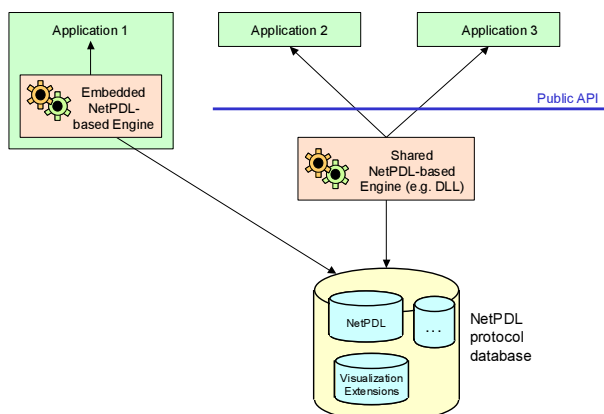 Application 1
Application 2
Application 3
Embedded
NetPDL-
based Engine
Public API
Shared
NetPDL-based
Engine (e.g. DLL)
NetPDL
...
Visualization
Extensions
NetPDL
protocol
database